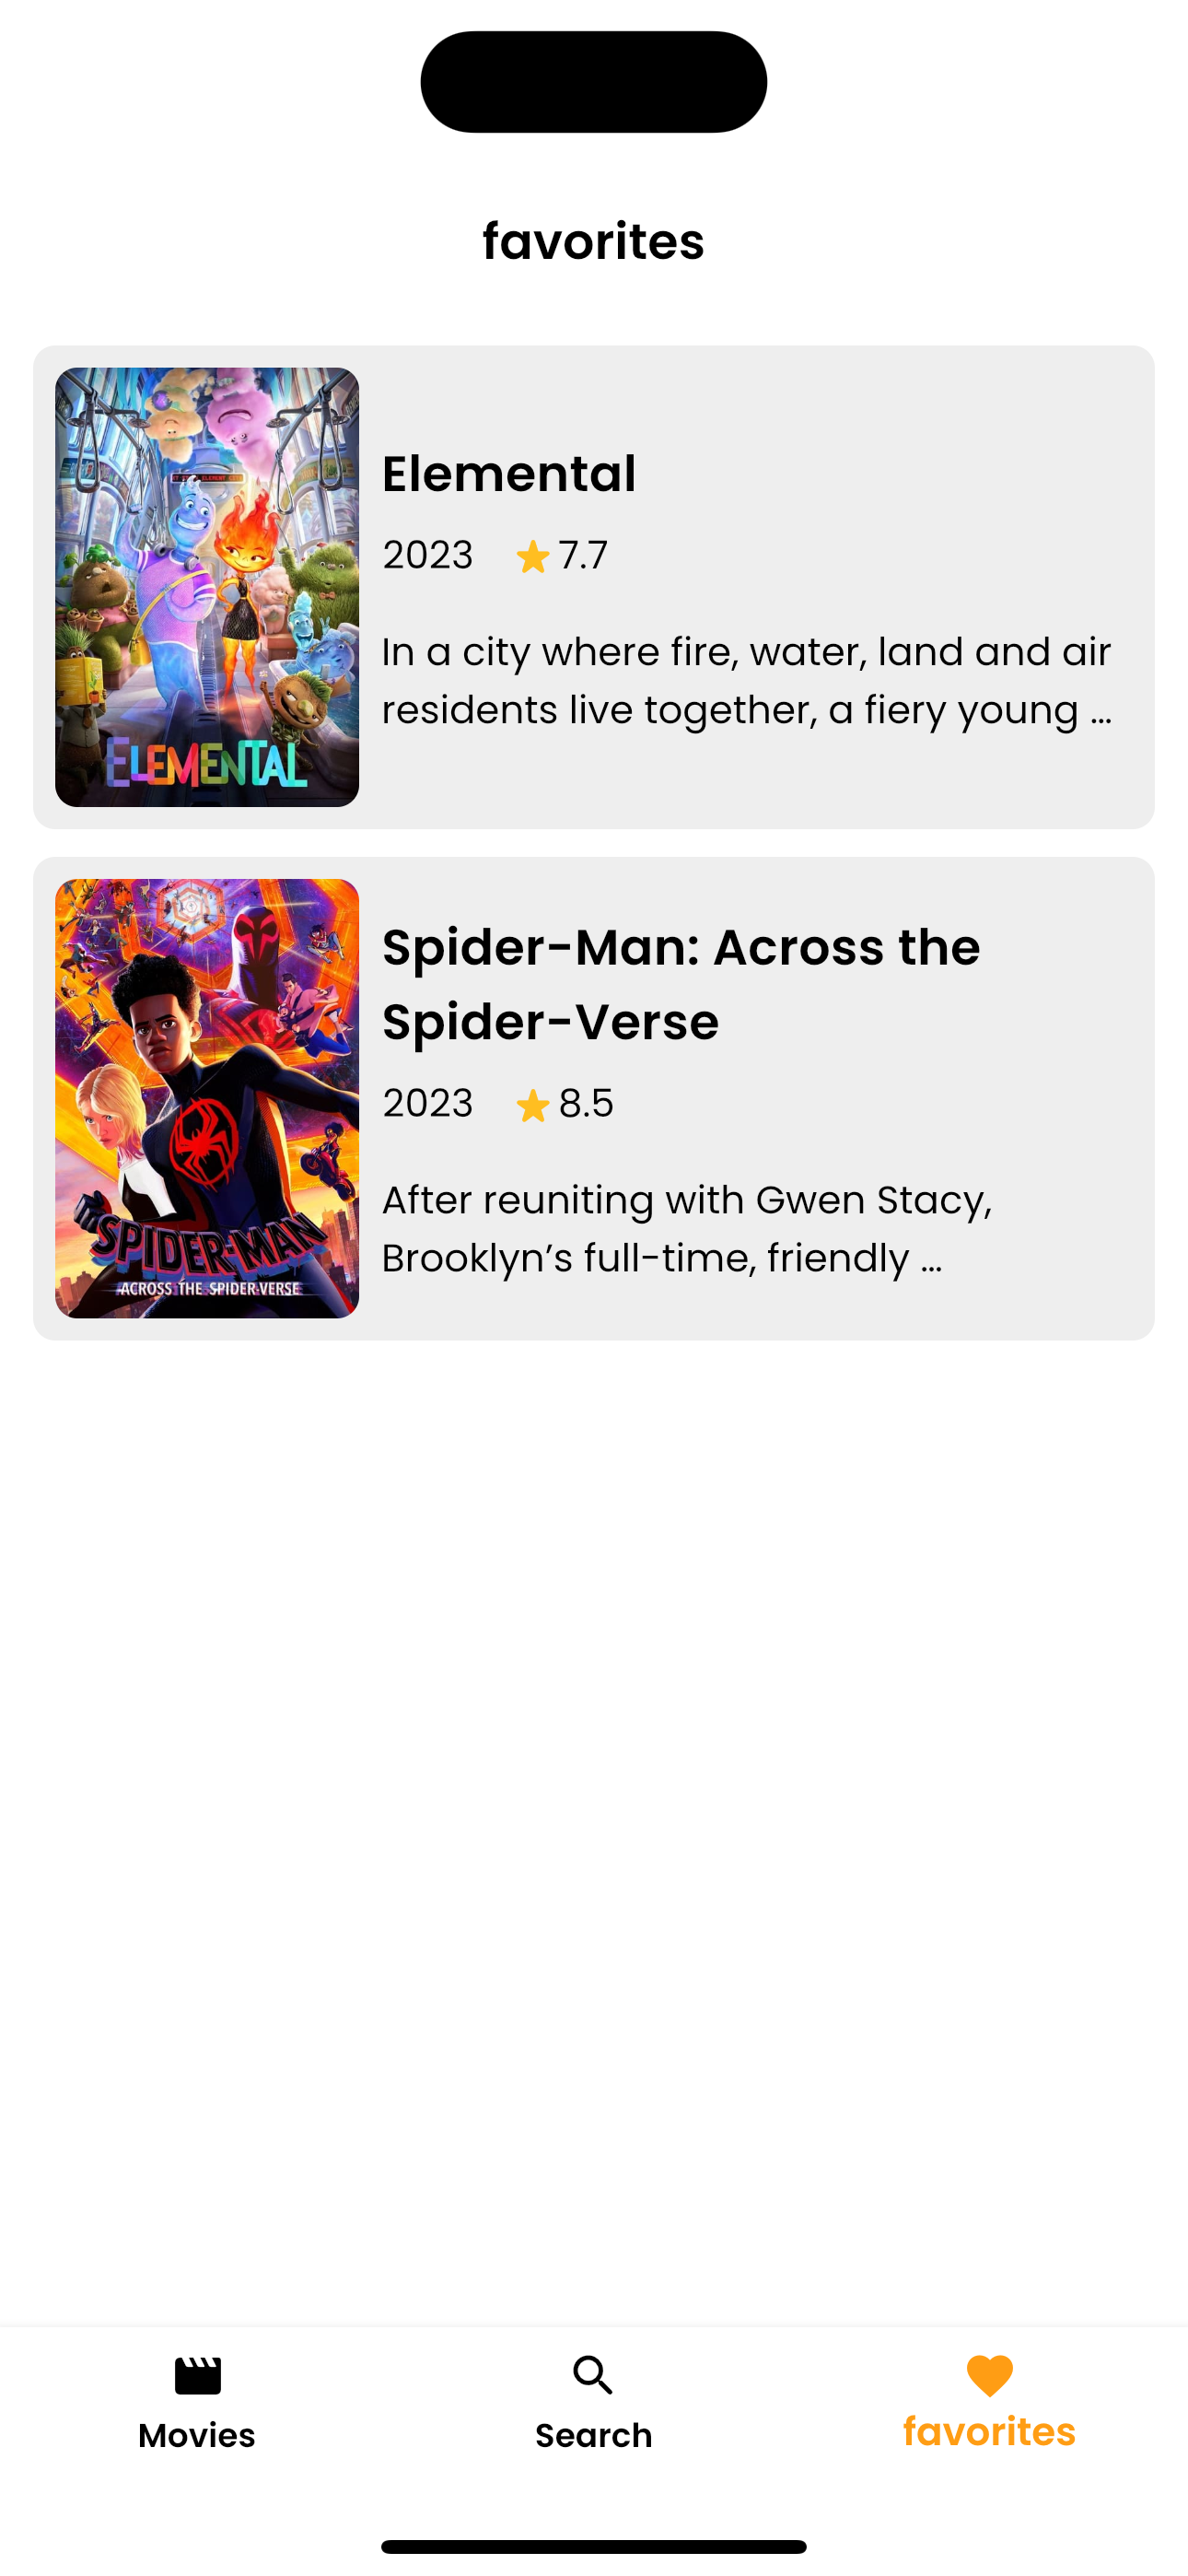 favorites
Elemental
2023 7.7
In a city where fire, water, land and air
residents live together, a fiery young ...
ELEMENTAL
Spider-Man: Across the
Spider-Verse
2023 8.5
After reuniting with Gwen Stacy,
Brooklyn’s full-time, friendly ...
SPIDER-MAN
ACROSS THE SPIDER-VERSE
Movies
Search
favorites